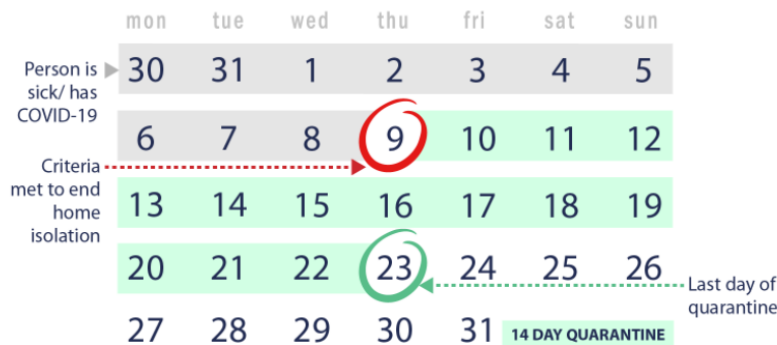 mon tue wed thu fri sat sun
Person is
sick/ has
COVID-19
30 31 1 2 3 4 5
6 7 8 9 10 11 12
Criteria
met to end
home
isolation
13 14 15 16 17 18 19
20 21 22 23 24 25 26
Last day of
quarantine
27 28 29 30 31 14 DAY QUARANTINE